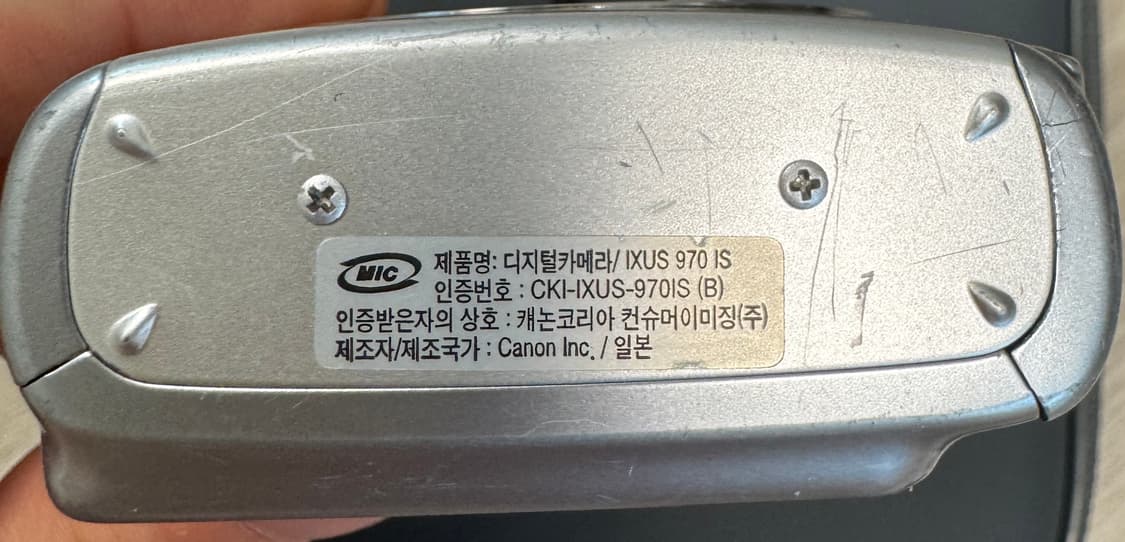 MIC
제품명: 디지털카메라/ IXUS 970 IS
인증번호 : CKI-IXUS-970IS (B)
인증받은자의 상호 : 캐논코리아 컨슈머이미징(주)
제조자/제조국가 : Canon Inc. / 일본